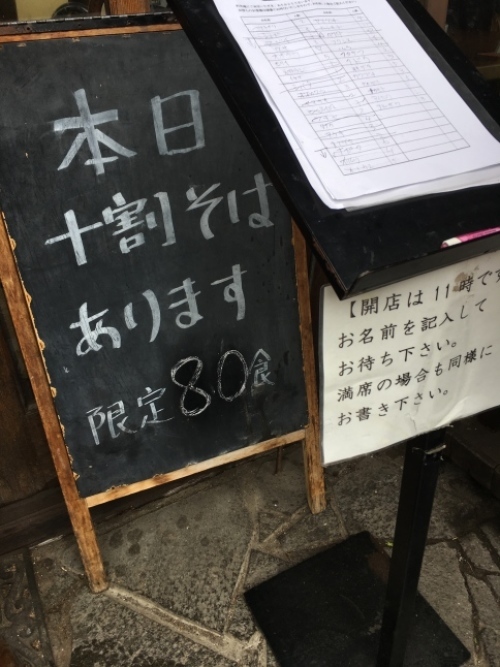 本日
十割そば
あります
限定80食
【開店は11時です
お名前を記入して
お待ち下さい。
満席の場合も同様に
お書き下さい。